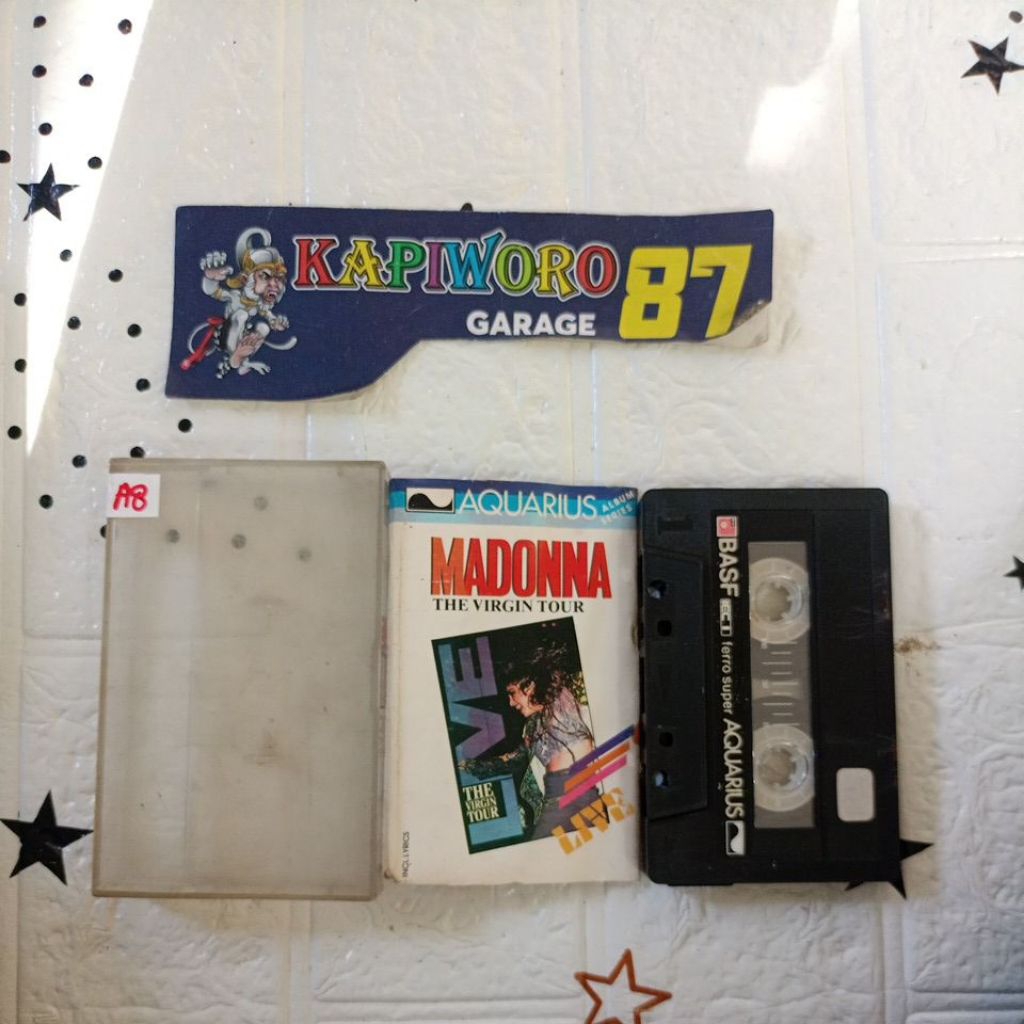 KAPIWORO
GARAGE
87
AB
AQUARIUS
ALBUM
SERIES
MADONNA
THE VIRGIN TOUR
LIVE
THE
VIRGIN
TOUR
LIVE
INCL. LYRICS
BASF
ferro super
AQUARIUS